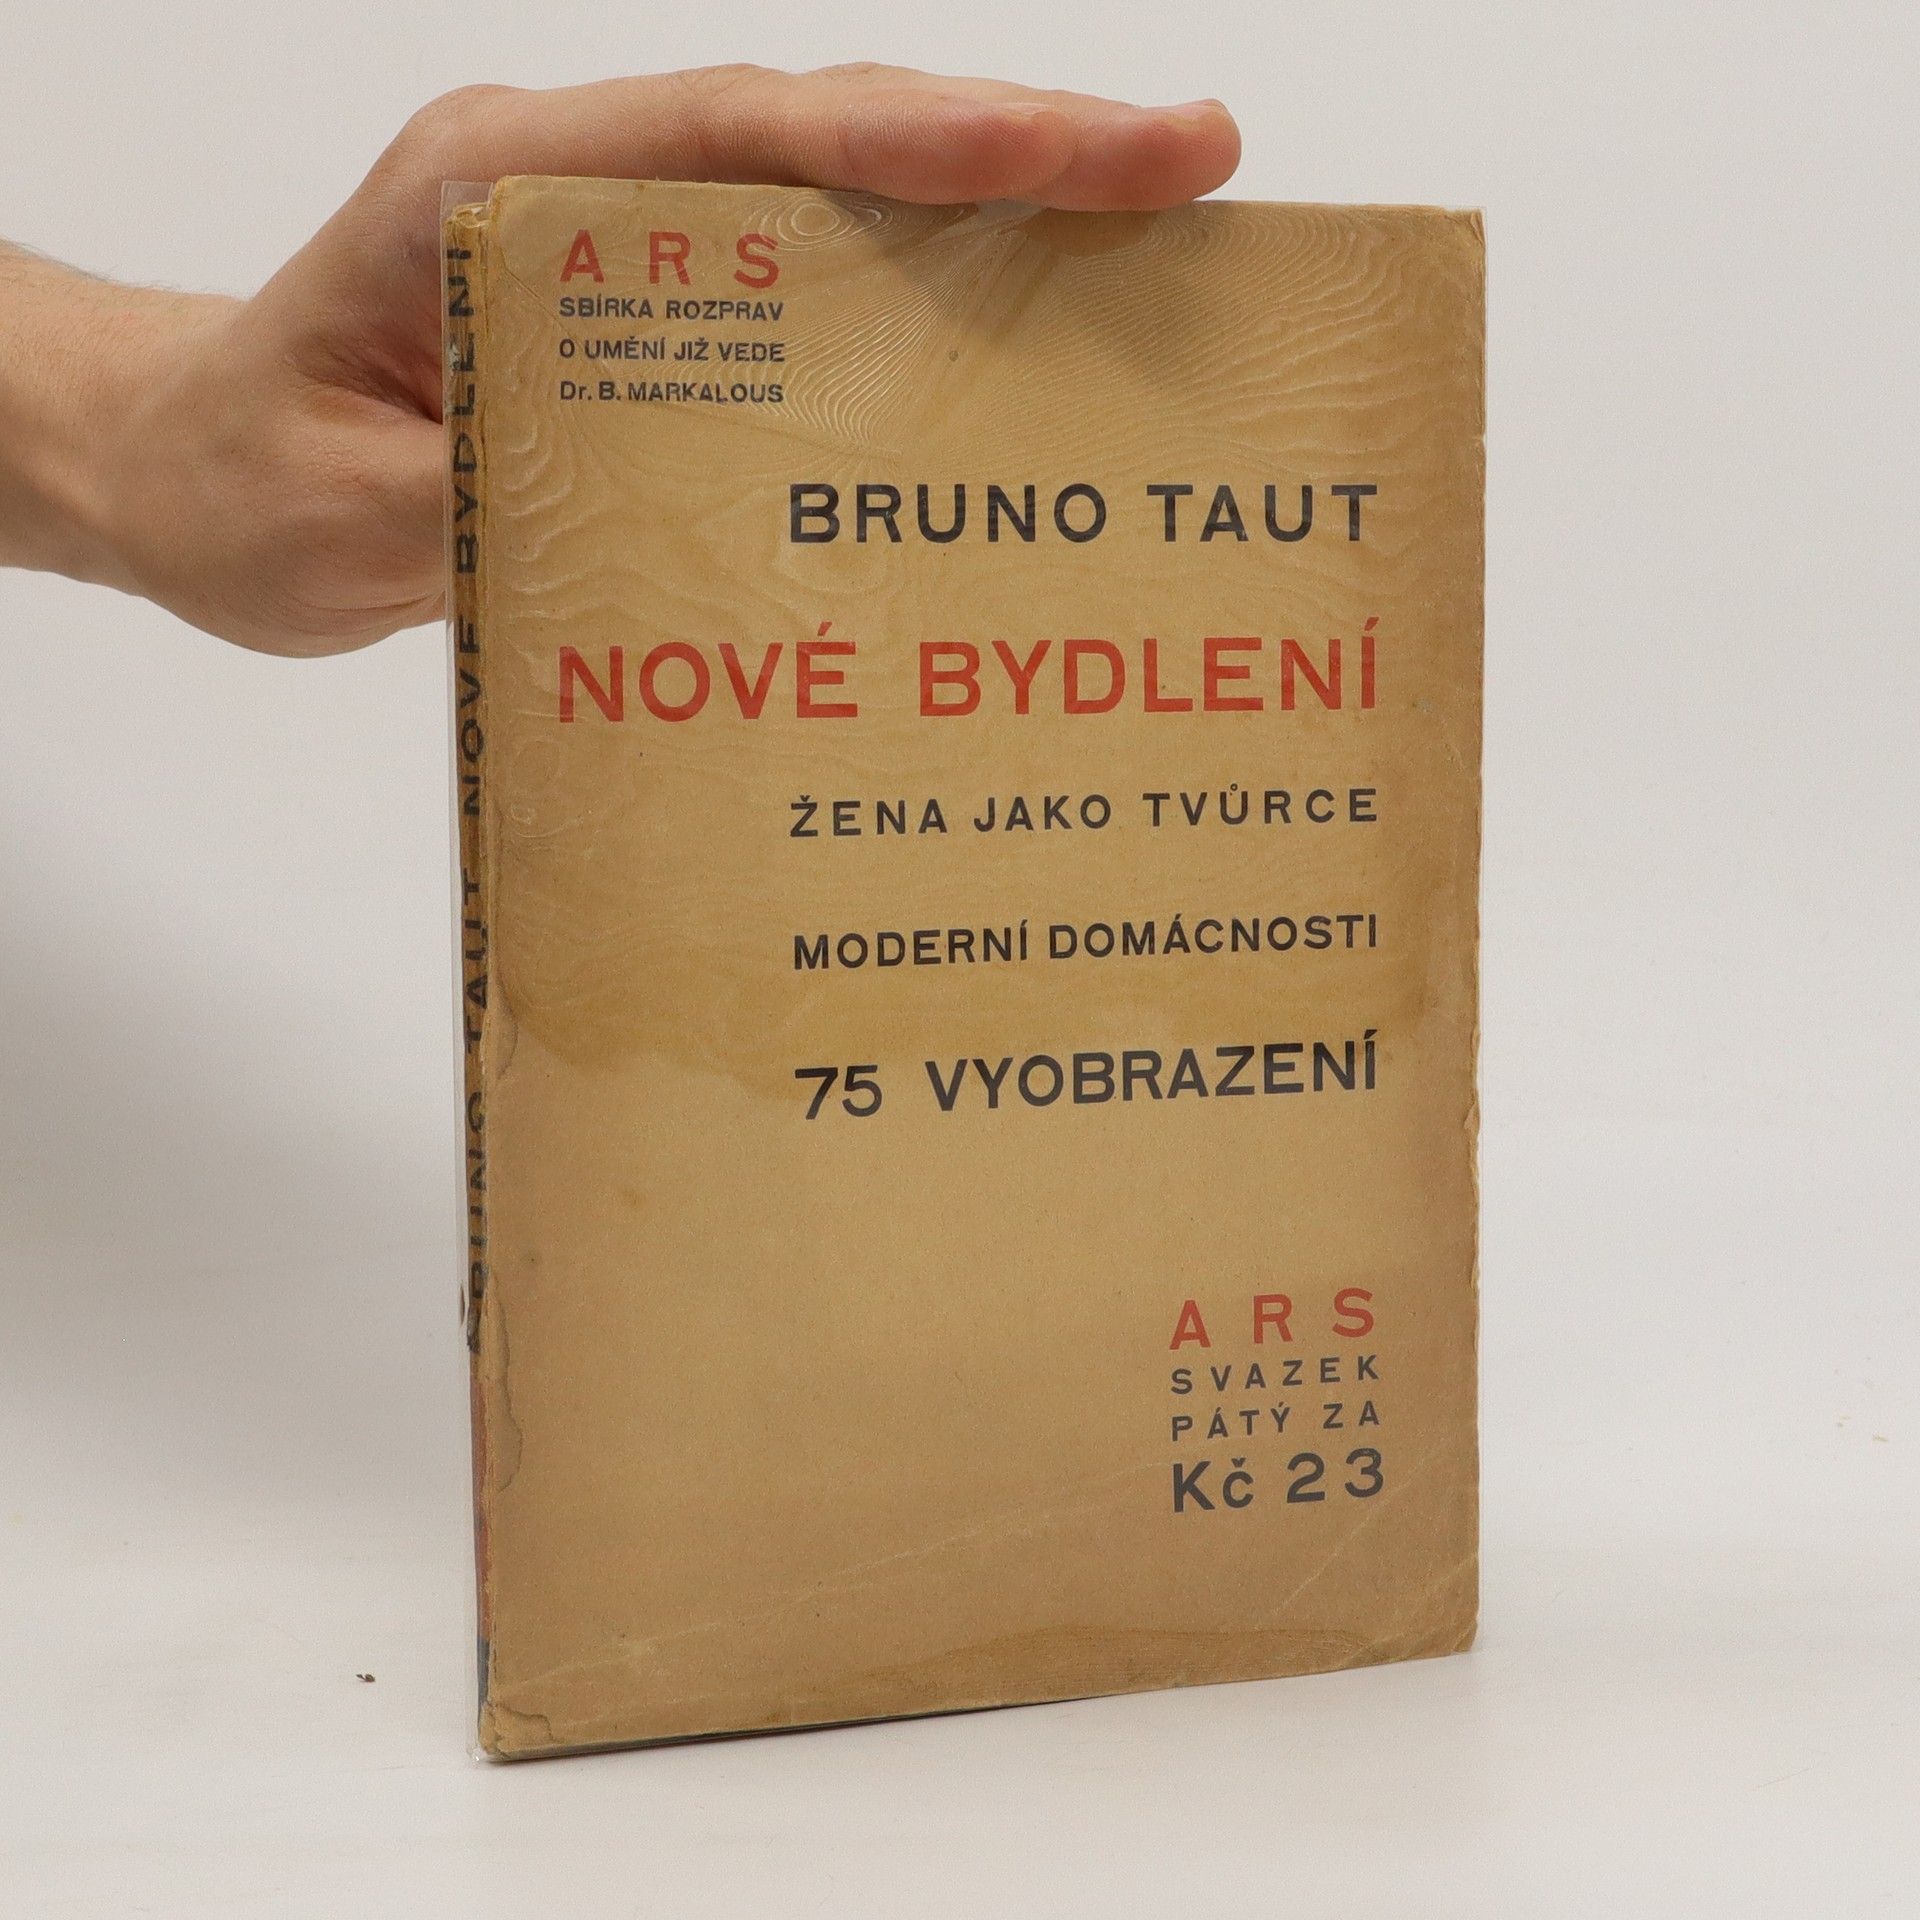 ARS
SBÍRKA ROZPRAV
O UMĚNÍ JIŽ VEDE
Dr. B. MARKALOUS
BRUNO TAUT
NOVÉ BYDLENÍ
ŽENA JAKO TVŮRCE
MODERNÍ DOMÁCNOSTI
75 VYOBRAZENÍ
ARS
SVAZEK
PÁTÝ ZA
Kč 23
BRUNO TAUT NOVÉ BYDLENÍ